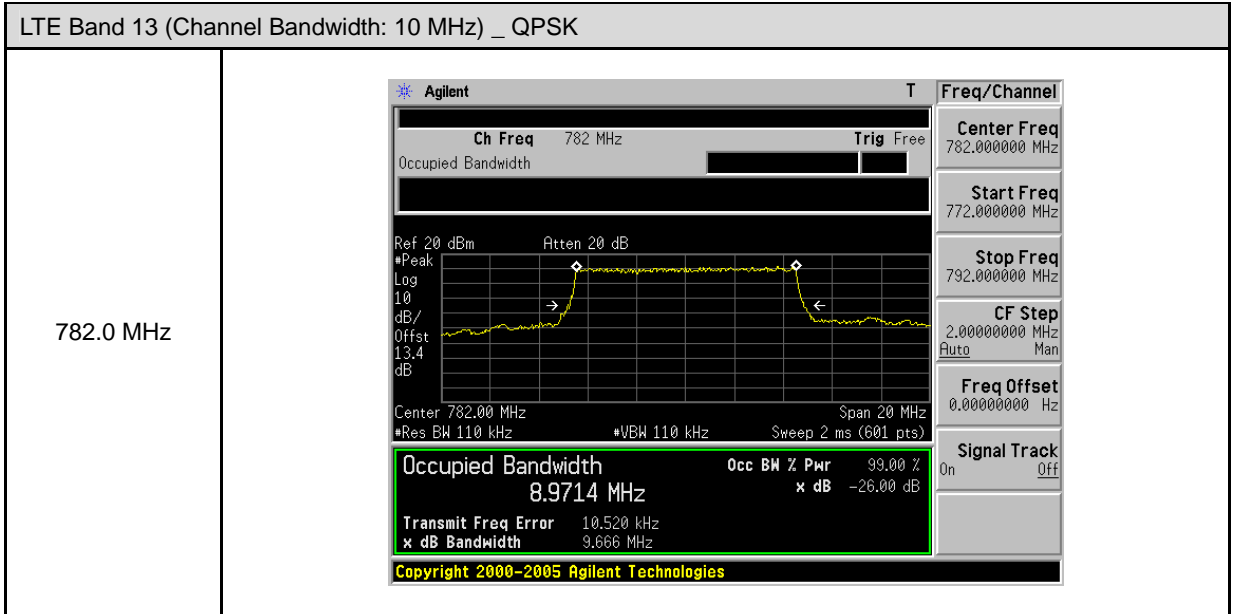 LTE Band 13 (Channel Bandwidth: 10 MHz) _ QPSK
782.0 MHz
Agilent T
Ch Freq 782 MHz Trig Free
Occupied Bandwidth
Ref 20 dBm Atten 20 dB
#Peak
Log
10
dB/
Offst
13.4
dB
Center 782.00 MHz Span 20 MHz
#Res BW 110 kHz #VBW 110 kHz Sweep 2 ms (601 pts)
Occupied Bandwidth Occ BW % Pwr 99.00 %
8.9714 MHz x dB -26.00 dB
Transmit Freq Error 10.520 kHz
x dB Bandwidth 9.666 MHz
Copyright 2000-2005 Agilent Technologies
Freq/Channel
Center Freq
782.000000 MHz
Start Freq
772.000000 MHz
Stop Freq
792.000000 MHz
CF Step
2.00000000 MHz
Auto Man
Freq Offset
0.00000000 Hz
Signal Track
On Off